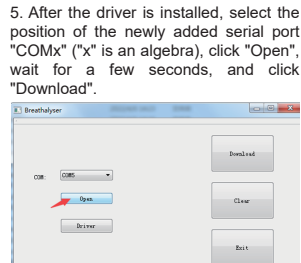 5. After the driver is installed, select the
position of the newly added serial port
"COMx" ("x" is an algebra), click "Open",
wait for a few seconds, and click
"Download".
Breathalyser
Download
COM: COM5
Open
Clear
Driver
Exit